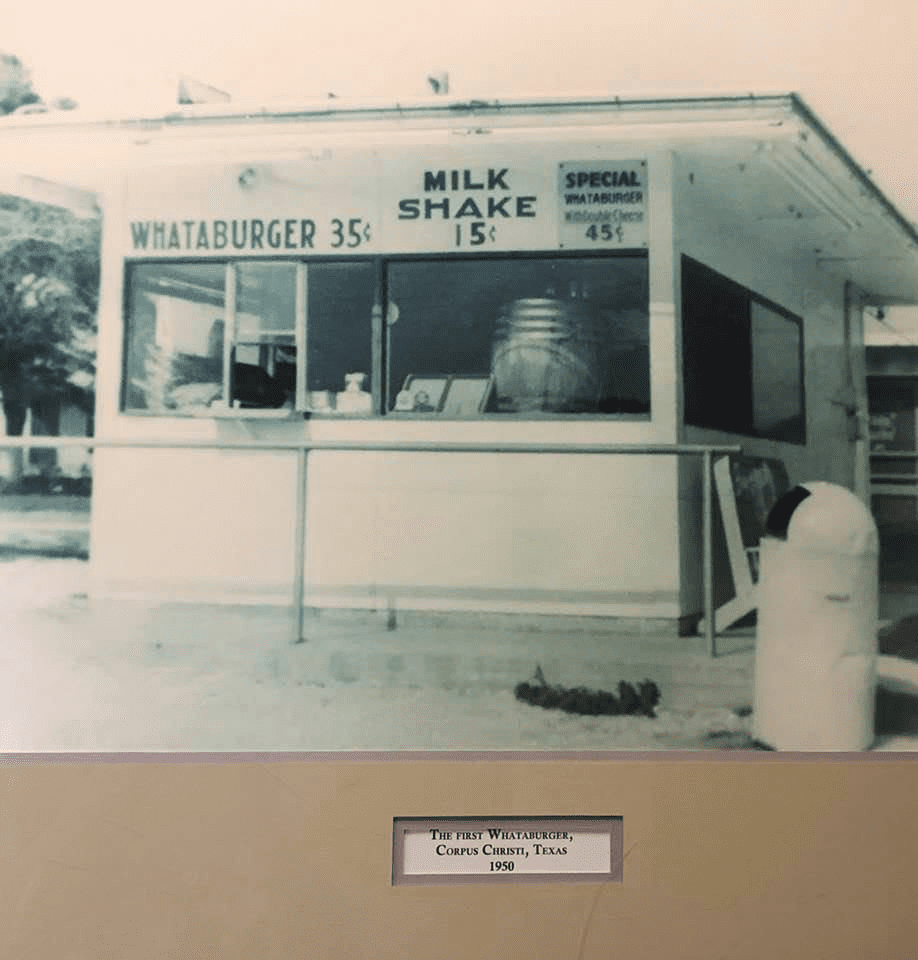 WHATABURGER 35¢
MILK
SHAKE
15¢
SPECIAL
WHATABURGER
With Double Cheese
45¢
THE FIRST WHATABURGER,
CORPUS CHRISTI, TEXAS
1950